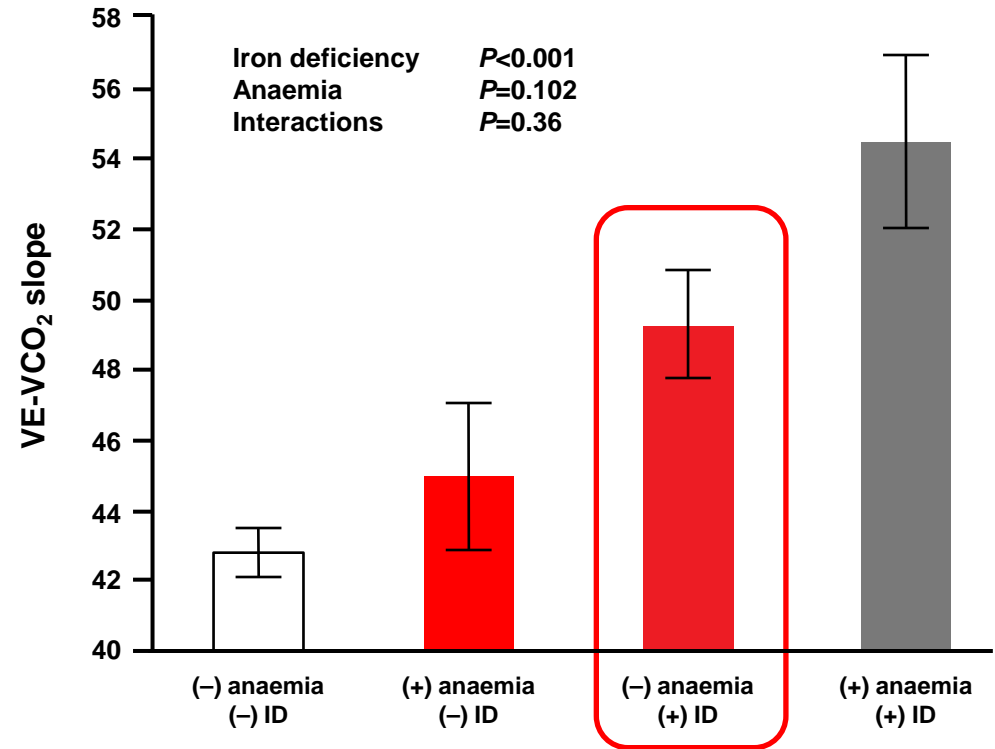 58
56
54
52
50
48
46
44
42
40
VE-VCO₂ slope
Iron deficiency P<0.001
Anaemia P=0.102
Interactions P=0.36
(–) anaemia
(–) ID
(+) anaemia
(–) ID
(–) anaemia
(+) ID
(+) anaemia
(+) ID